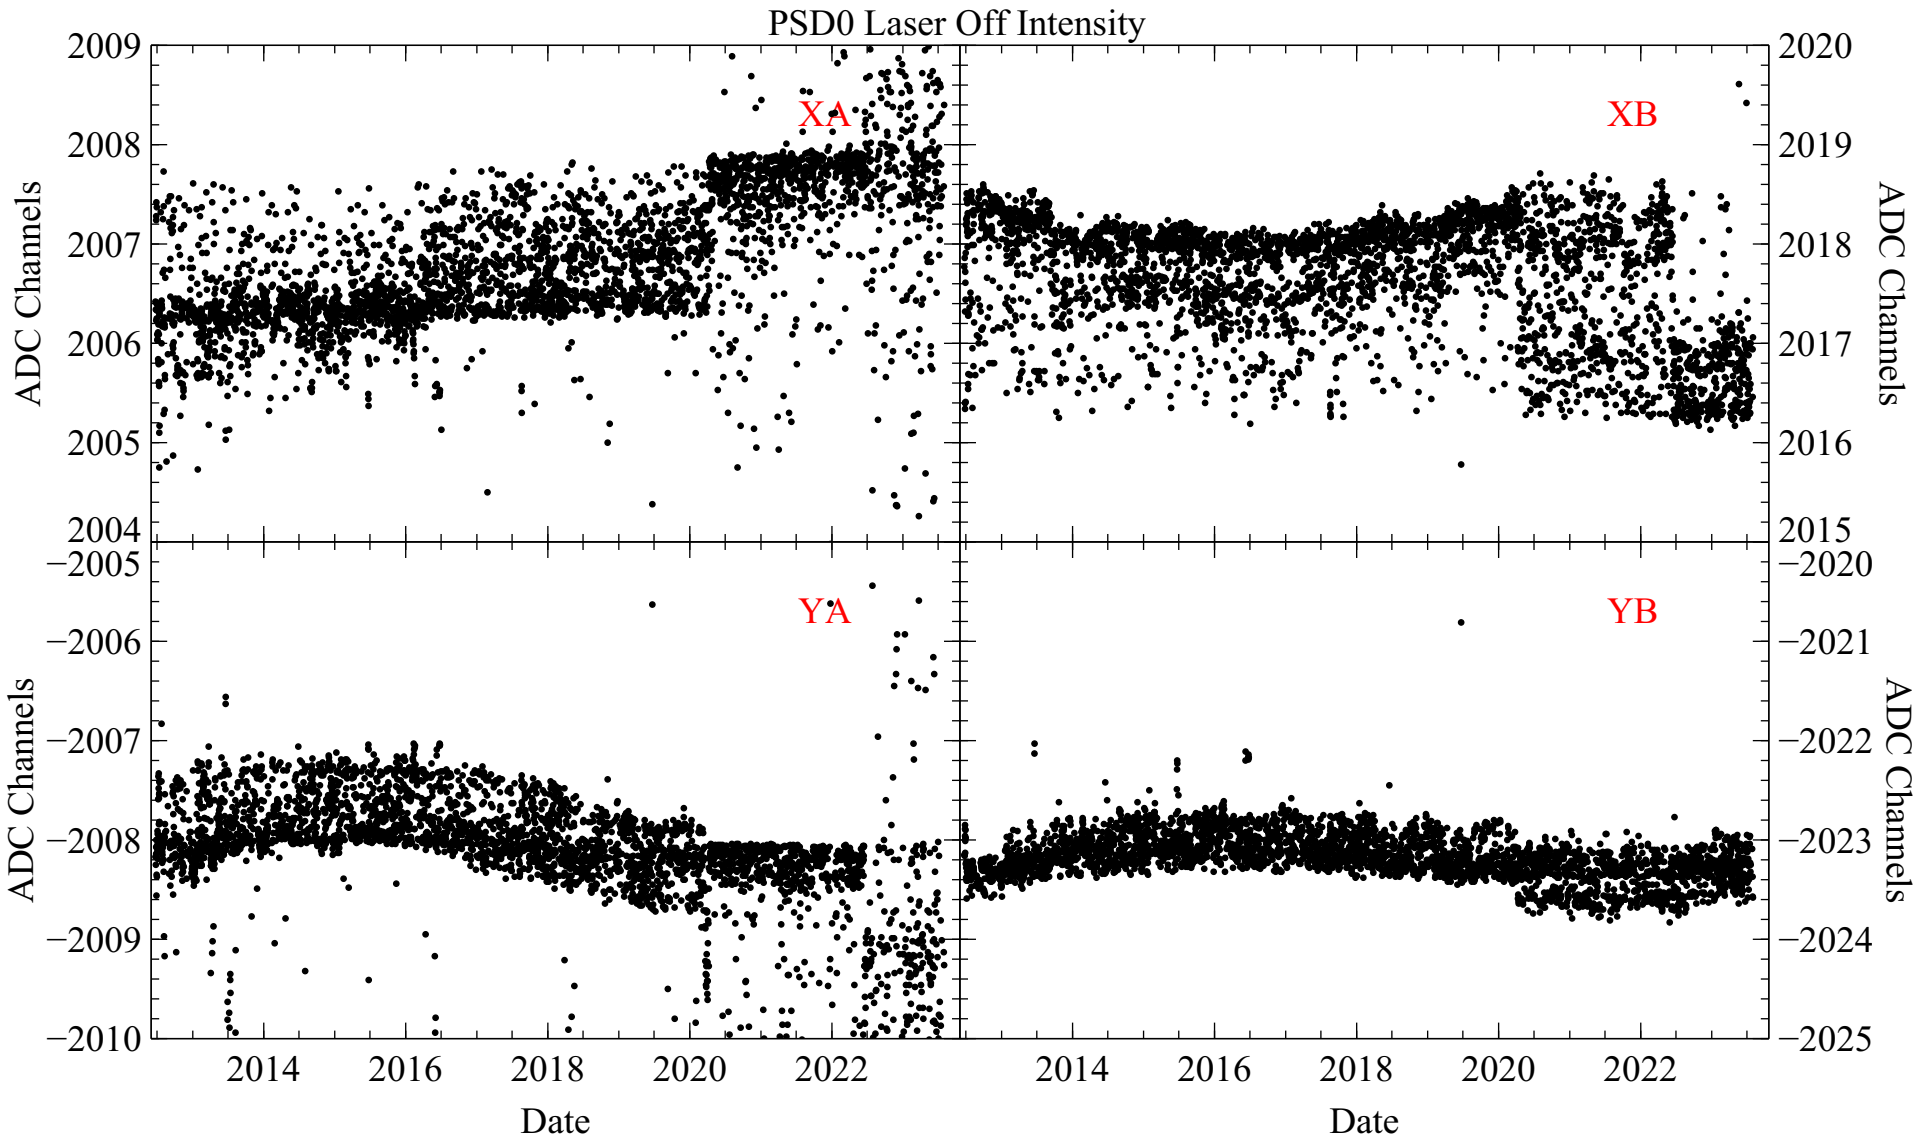 PSD0 Laser Off Intensity
2009
2008
2007
2006
2005
2004
ADC Channels
XA
XB
2020
2019
2018
2017
2016
2015
ADC Channels
−2005
−2006
−2007
−2008
−2009
−2010
ADC Channels
YA
YB
−2020
−2021
−2022
−2023
−2024
−2025
ADC Channels
2014 2016 2018 2020 2022
2014 2016 2018 2020 2022
Date
Date